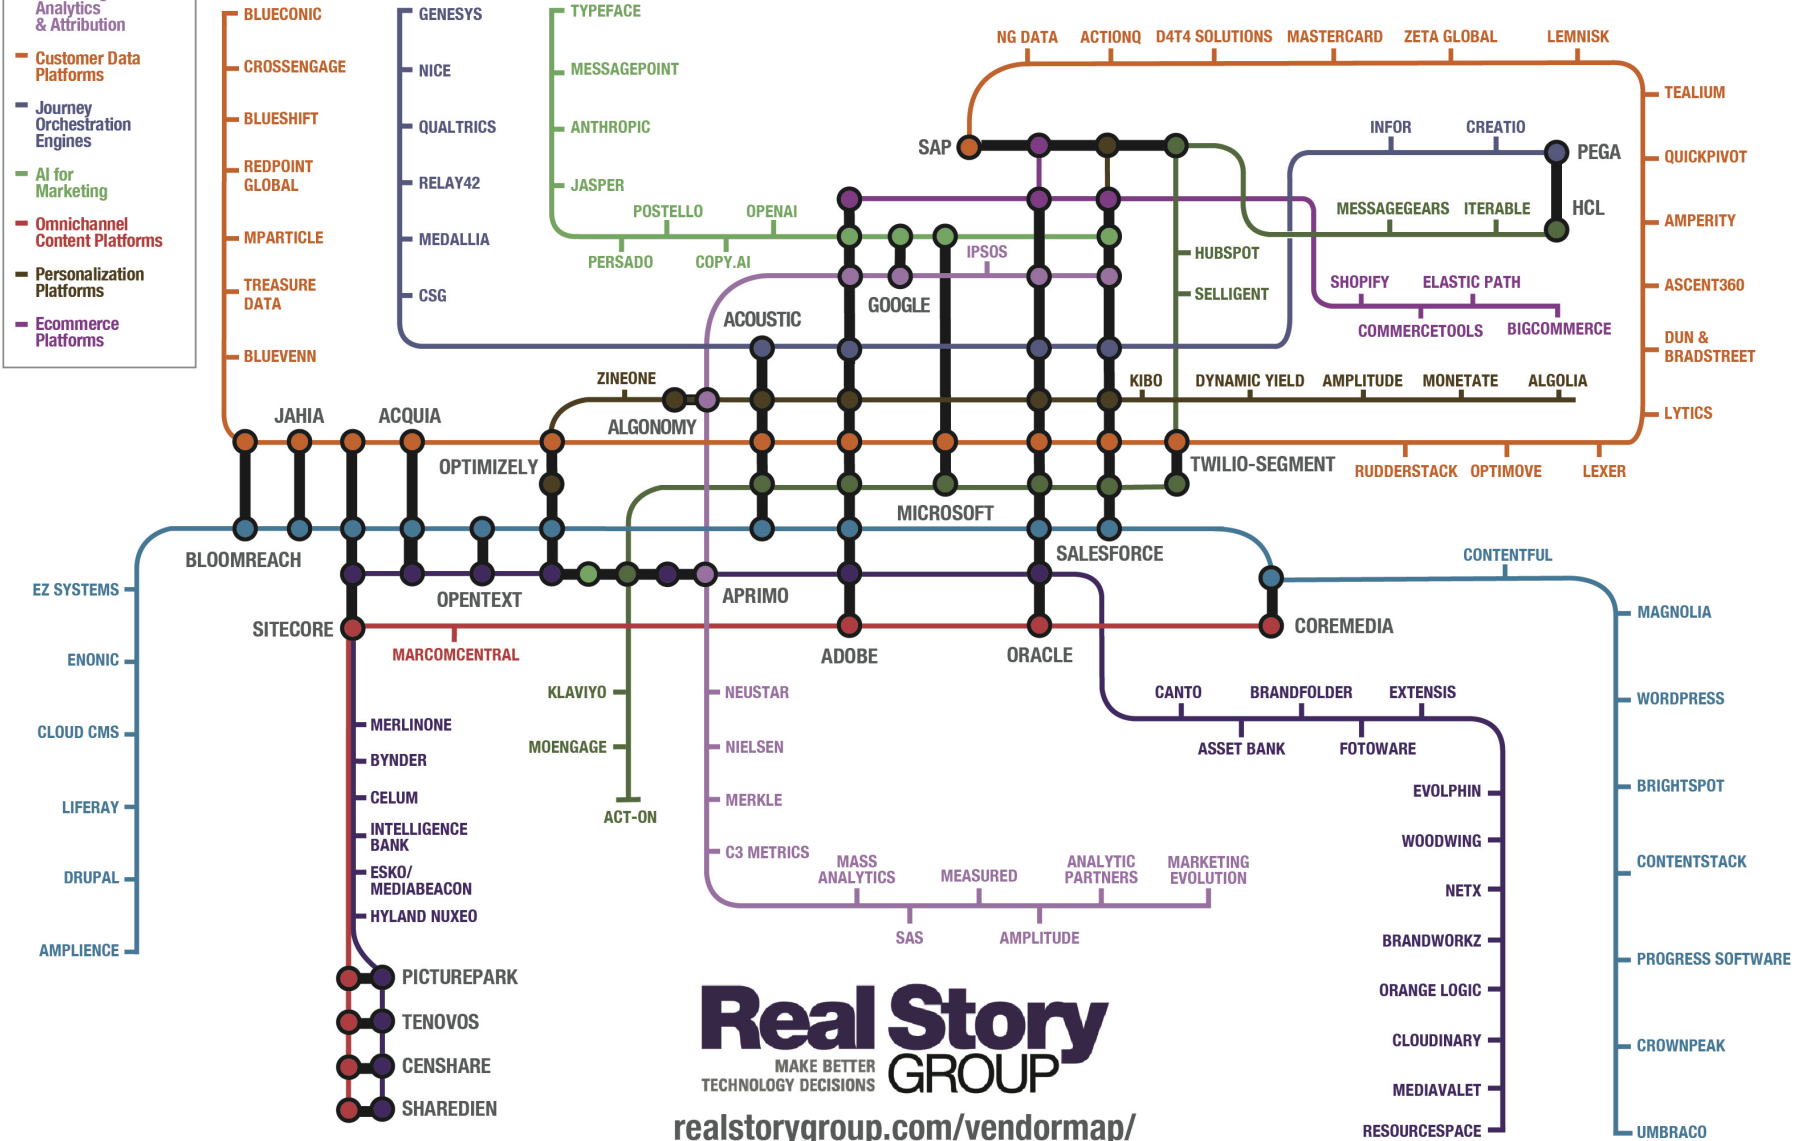 Analytics
& Attribution
Customer Data
Platforms
Journey
Orchestration
Engines
AI for
Marketing
Omnichannel
Content Platforms
Personalization
Platforms
Ecommerce
Platforms
BLUECONIC
CROSSENGAGE
BLUESHIFT
REDPOINT
GLOBAL
MPARTICLE
TREASURE
DATA
BLUEVENN
GENESYS
NICE
QUALTRICS
RELAY42
MEDALLIA
CSG
TYPEFACE
MESSAGEPOINT
ANTHROPIC
JASPER
POSTELLO
OPENAI
PERSADO
COPY.AI
NG DATA
ACTIONQ
D4T4 SOLUTIONS
MASTERCARD
ZETA GLOBAL
LEMNISK
TEALIUM
QUICKPIVOT
AMPERITY
ASCENT360
DUN &
BRADSTREET
LYTICS
RUDDERSTACK
OPTIMOVE
LEXER
SAP
INFOR
CREATIO
PEGA
HCL
MESSAGEGEARS
ITERABLE
HUBSPOT
SELLIGENT
SHOPIFY
ELASTIC PATH
COMMERCETOOLS
BIGCOMMERCE
IPSOS
GOOGLE
ACOUSTIC
ZINEONE
ALGONOMY
KIBO
DYNAMIC YIELD
AMPLITUDE
MONETATE
ALGOLIA
JAHIA
ACQUIA
OPTIMIZELY
TWILIO-SEGMENT
MICROSOFT
BLOOMREACH
SALESFORCE
OPENTEXT
APRIMO
SITECORE
MARCOMCENTRAL
ADOBE
ORACLE
COREMEDIA
CONTENTFUL
EZ SYSTEMS
ENONIC
CLOUD CMS
LIFERAY
DRUPAL
AMPLIENCE
MERLINONE
BYNDER
CELUM
INTELLIGENCE
BANK
ESKO/
MEDIABEACON
HYLAND NUXEO
PICTUREPARK
TENOVOS
CENSHARE
SHAREDIEN
KLAVIYO
MOENGAGE
ACT-ON
NEUSTAR
NIELSEN
MERKLE
C3 METRICS
MASS
ANALYTICS
MEASURED
ANALYTIC
PARTNERS
MARKETING
EVOLUTION
SAS
AMPLITUDE
CANTO
BRANDFOLDER
EXTENSIS
ASSET BANK
FOTOWARE
EVOLPHIN
WOODWING
NETX
BRANDWORKZ
ORANGE LOGIC
CLOUDINARY
MEDIAVALET
RESOURCESPACE
MAGNOLIA
WORDPRESS
BRIGHTSPOT
CONTENTSTACK
PROGRESS SOFTWARE
CROWNPEAK
UMBRACO
Real Story
GROUP
MAKE BETTER
TECHNOLOGY DECISIONS
realstorygroup.com/vendormap/